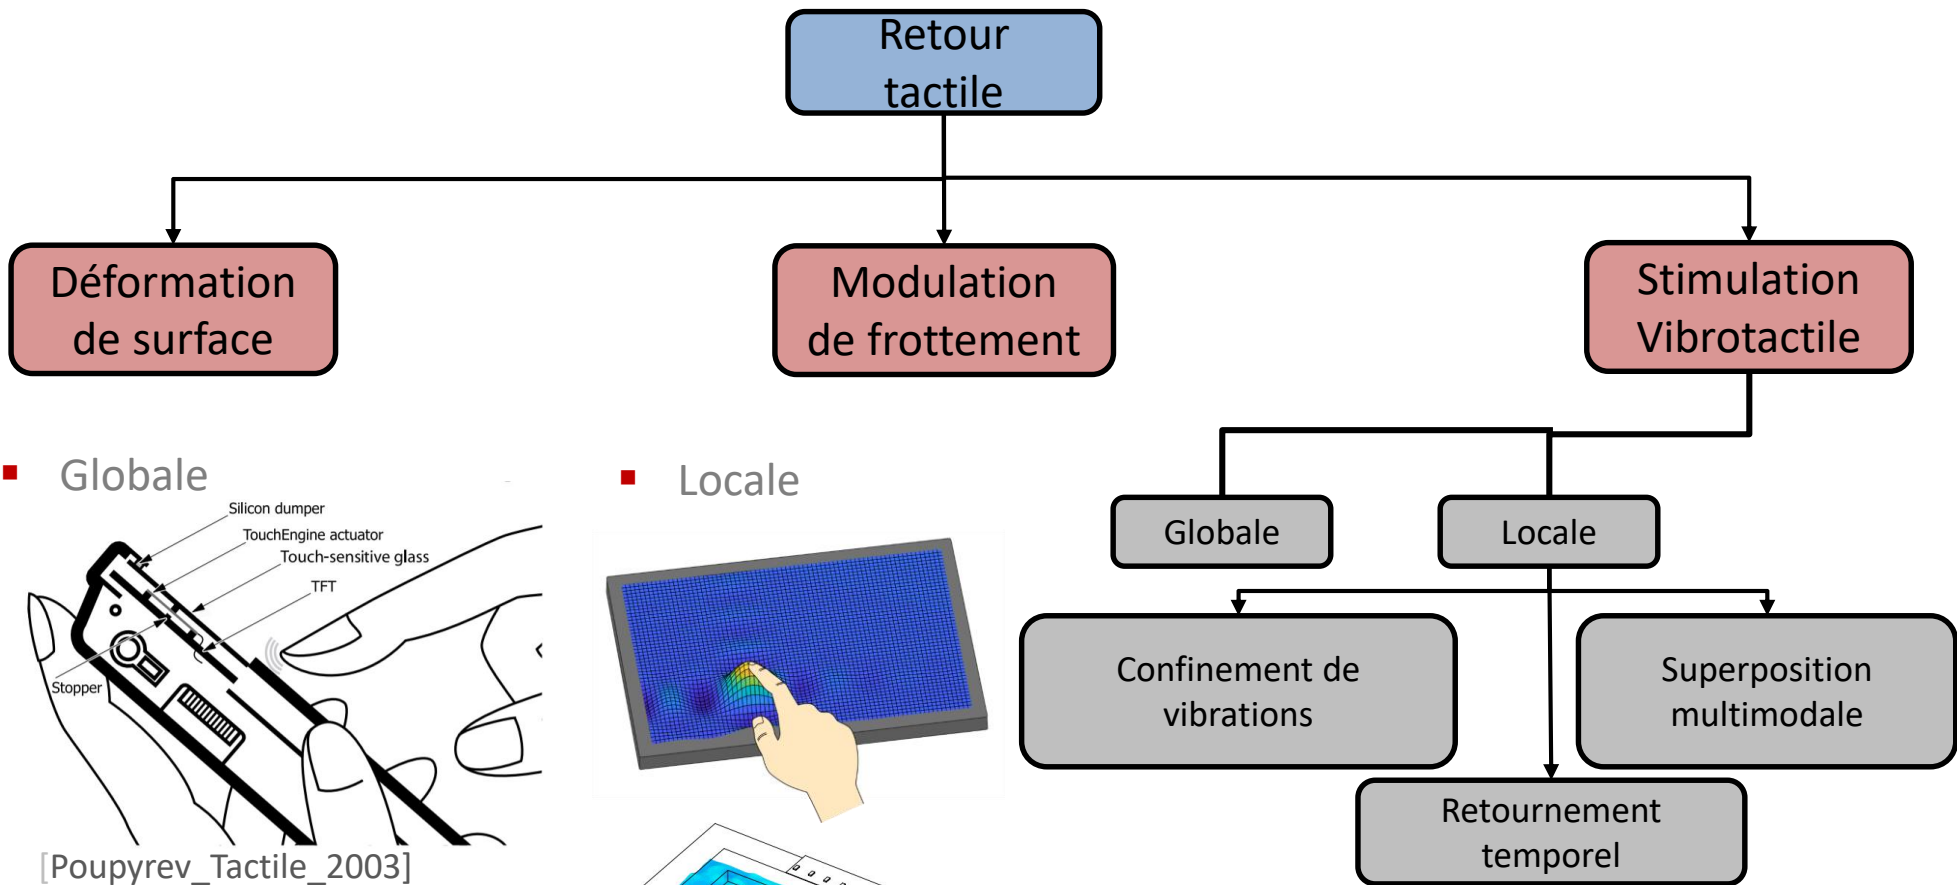 Retour
tactile
Déformation
de surface
Modulation
de frottement
Stimulation
Vibrotactile
Globale
Silicon dumper
TouchEngine actuator
Touch-sensitive glass
TFT
Stopper
[Poupyrev_Tactile_2003]
Locale
Globale
Locale
Confinement de
vibrations
Superposition
multimodale
Retournement
temporel